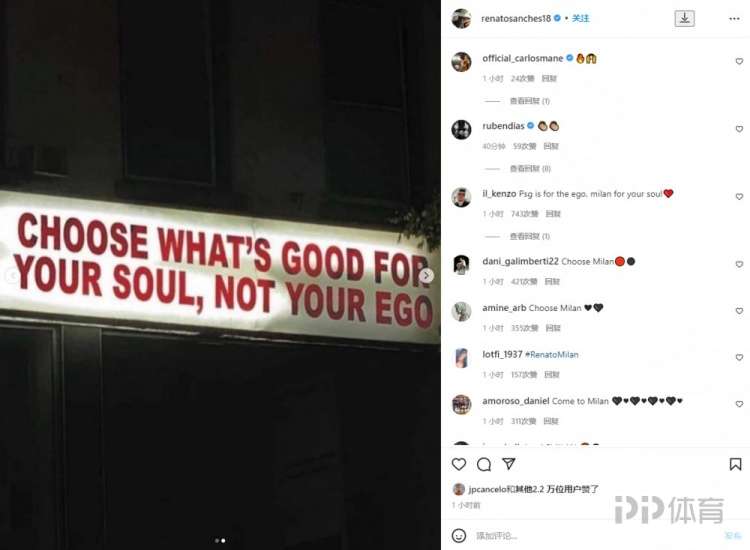 CHOOSE WHAT'S GOOD FOR
YOUR SOUL, NOT YOUR EGO
renatosanches18 • 关注
official_carlosmane
1 小时 24次赞 回复
查看回复 (1)
rubendias
40分钟 59次赞 回复
查看回复 (8)
il_kenzo Psg is for the ego, milan for your soul❤
1 小时 743次赞 回复
查看回复 (1)
dani_galimberti22 Choose Milan🔴⚫
1 小时 421次赞 回复
amine_arb Choose Milan ❤🖤
1 小时 355次赞 回复
lotfi_1937 #RenatoMilan
1 小时 157次赞 回复
amoroso_daniel Come to Milan 🖤♥🖤♥🖤♥🖤♥
1 小时 311次赞 回复
jpcancelo和其他2.2 万位用户赞了
1 小时前
PP体育
添加评论...
发布